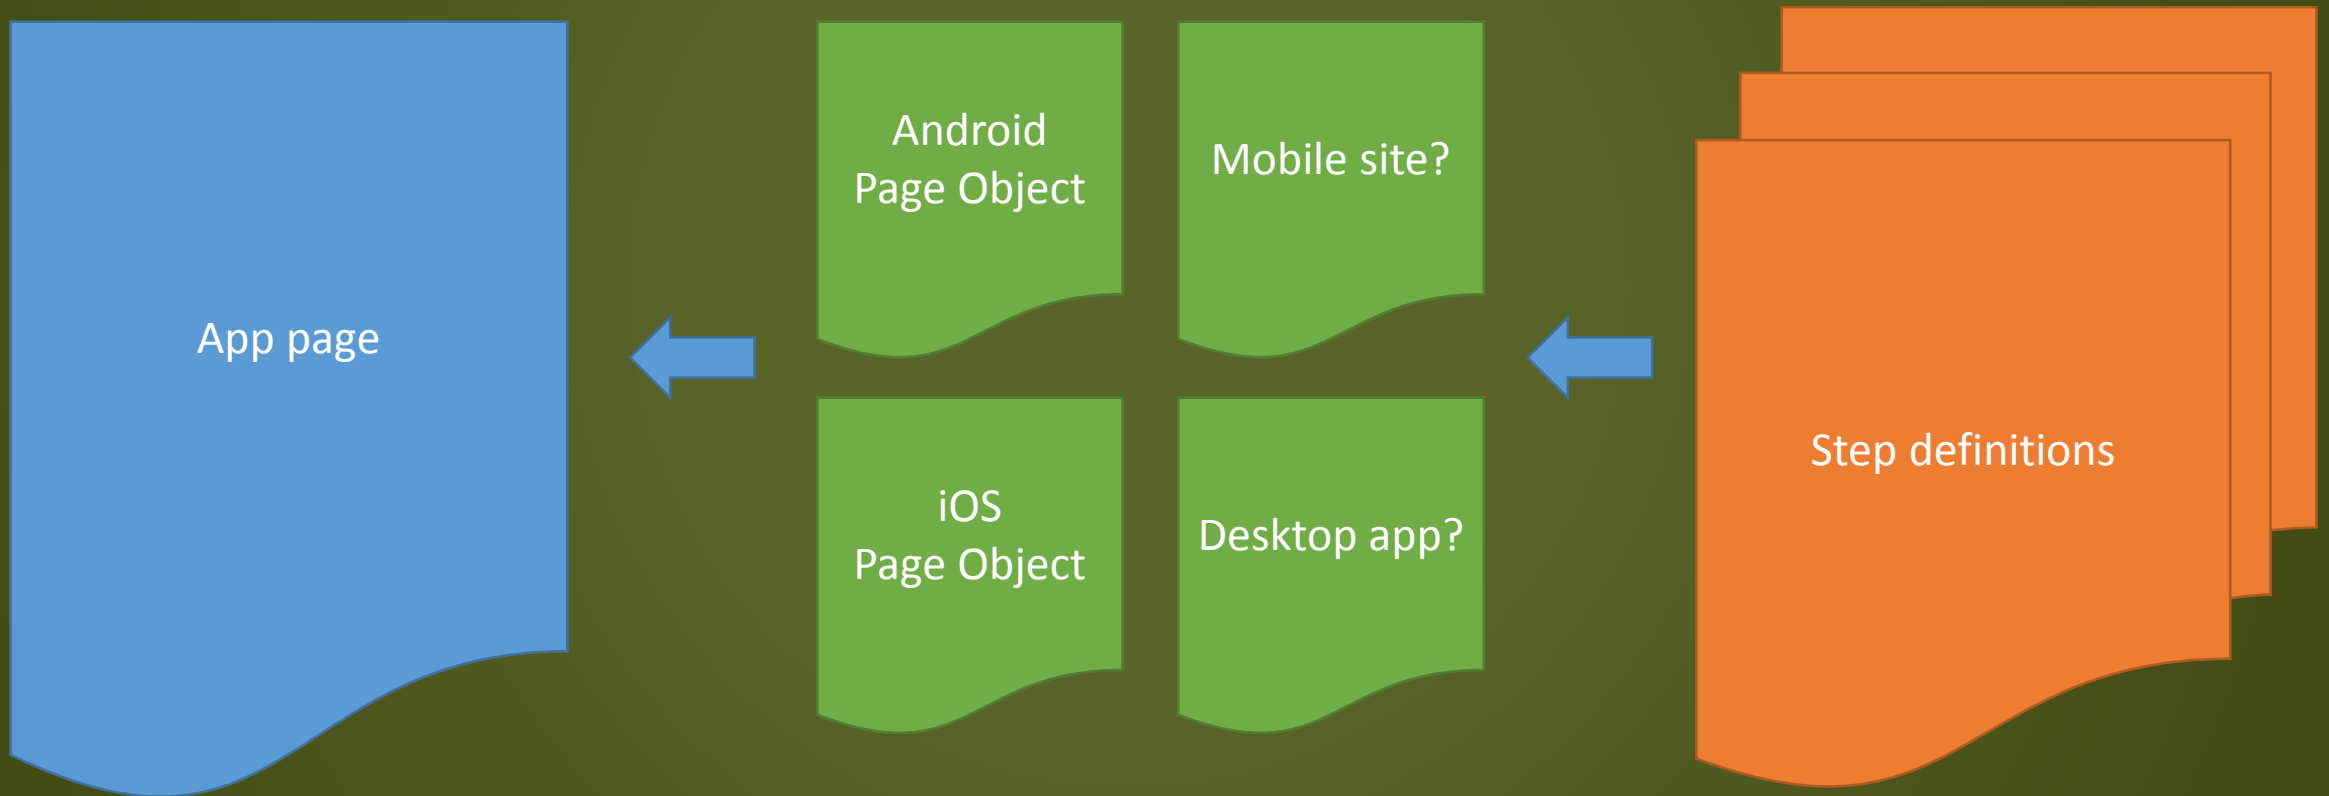 App page
Android
Page Object
Mobile site?
iOS
Page Object
Desktop app?
Step definitions